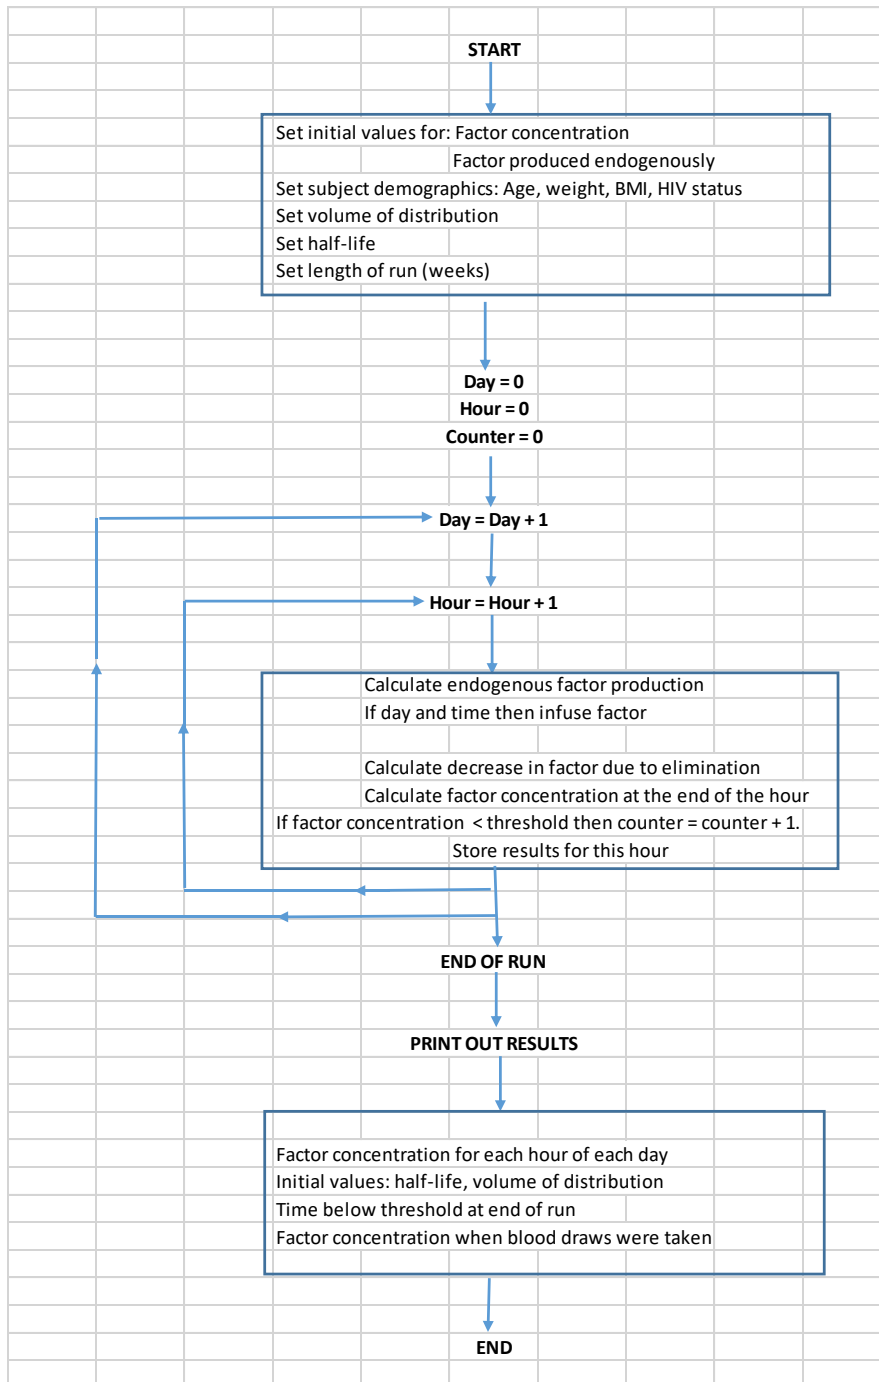 START
Set initial values for: Factor concentration
Factor produced endogenously
Set subject demographics: Age, weight, BMI, HIV status
Set volume of distribution
Set half-life
Set length of run (weeks)
Day = 0
Hour = 0
Counter = 0
Day = Day + 1
Hour = Hour + 1
Calculate endogenous factor production
If day and time then infuse factor
Calculate decrease in factor due to elimination
Calculate factor concentration at the end of the hour
If factor concentration < threshold then counter = counter + 1.
Store results for this hour
END OF RUN
PRINT OUT RESULTS
Factor concentration for each hour of each day
Initial values: half-life, volume of distribution
Time below threshold at end of run
Factor concentration when blood draws were taken
END